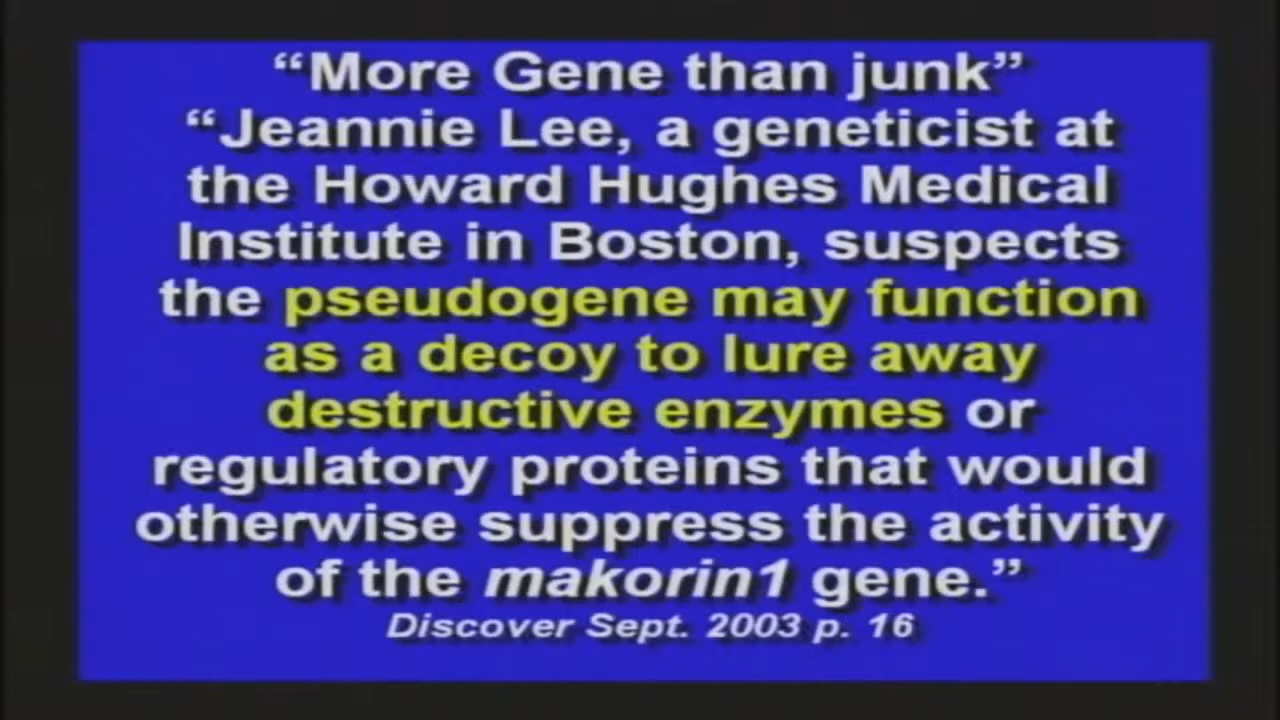 “More Gene than junk”
“Jeannie Lee, a geneticist at
the Howard Hughes Medical
Institute in Boston, suspects
the pseudogene may function
as a decoy to lure away
destructive enzymes or
regulatory proteins that would
otherwise suppress the activity
of the makorin1 gene.”
Discover Sept. 2003 p. 16